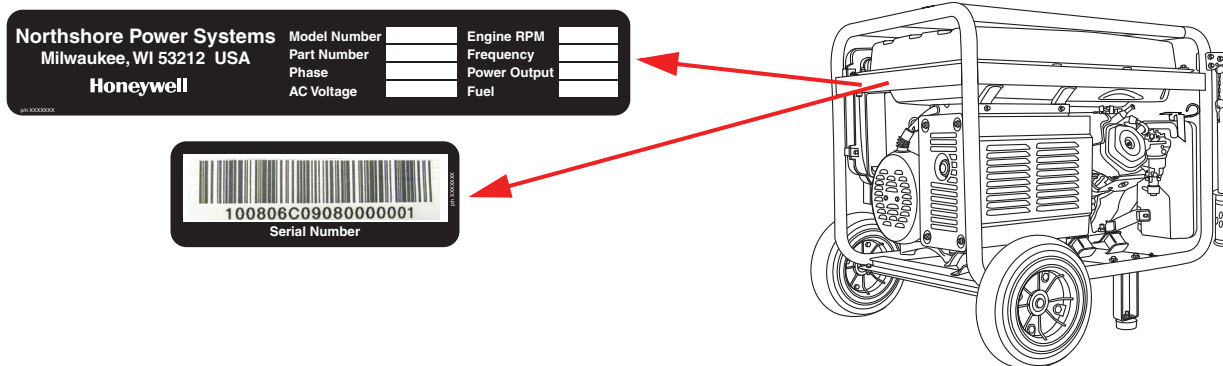 Northshore Power Systems
Milwaukee, WI 53212 USA
Honeywell
p/n XXXXXXX
Model Number
Part Number
Phase
AC Voltage
Engine RPM
Frequency
Power Output
Fuel
100806C09080000001
Serial Number
p/n XXXXXXX